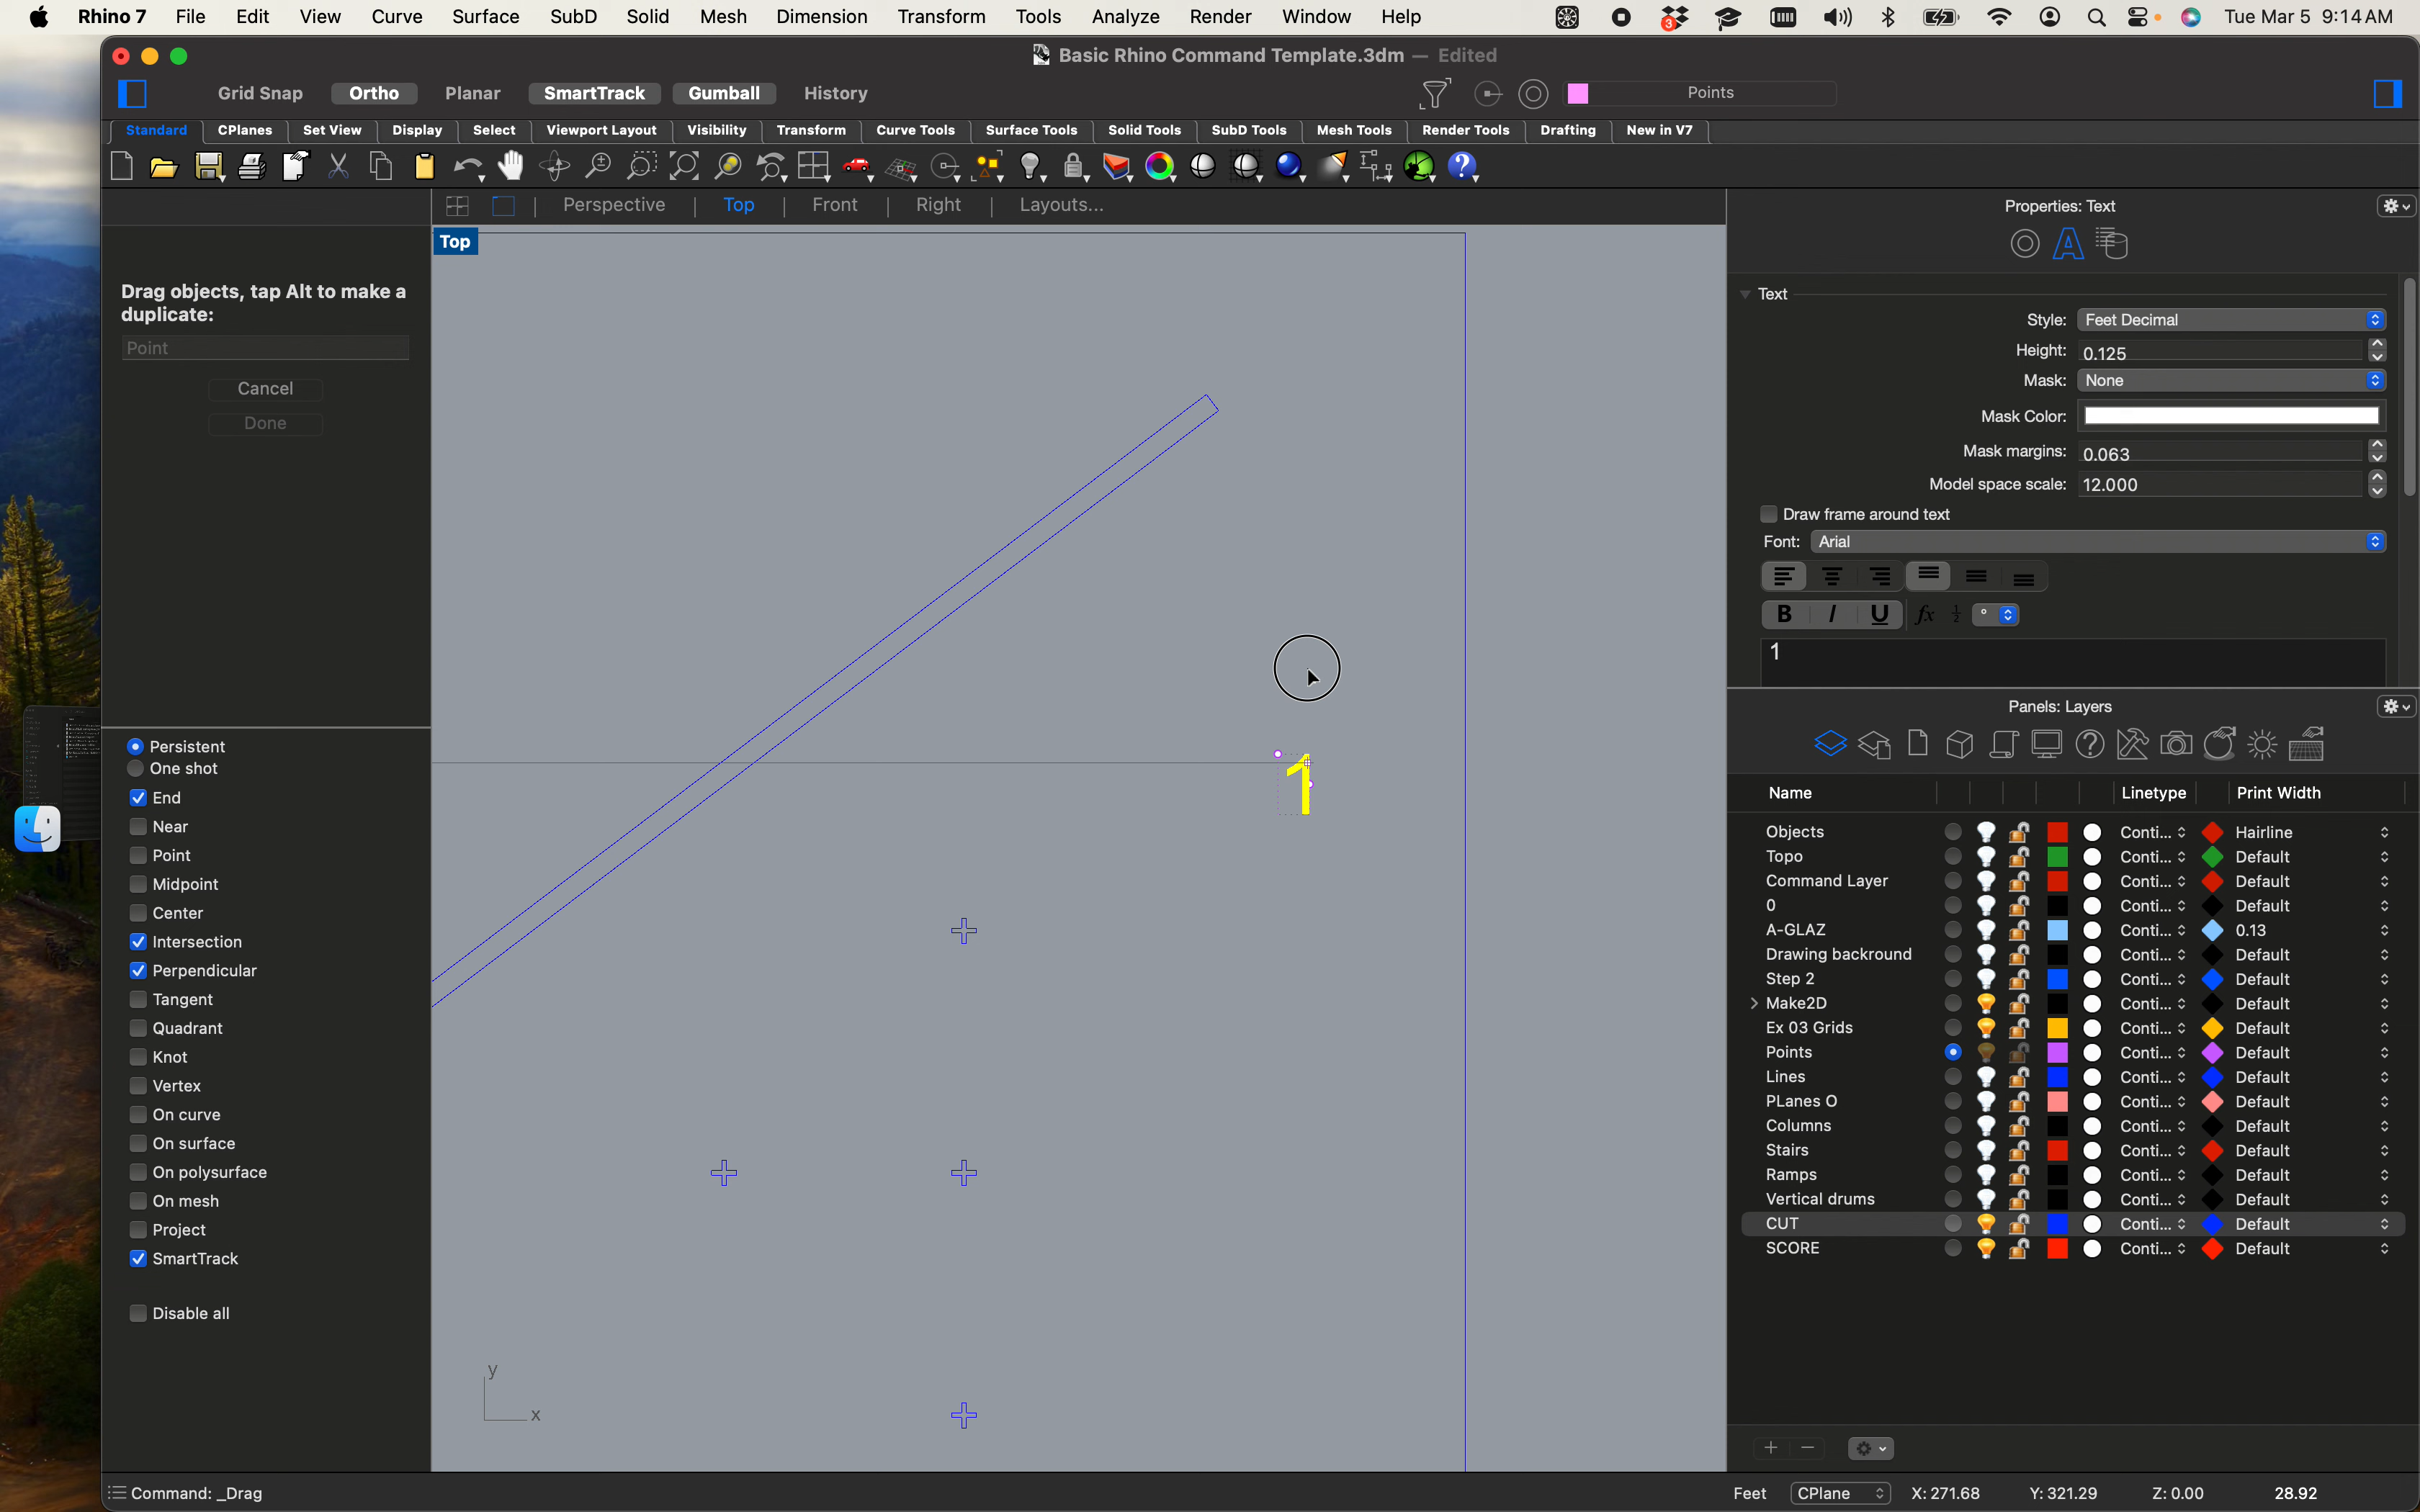 Rhino 7 File Edit View Curve Surface SubD Solid Mesh Dimension Transform Tools Analyze Render Window Help 3 Tue Mar 5 9:14 AM
Basic Rhino Command Template.3dm — Edited
Grid Snap Ortho Planar SmartTrack Gumball History Points
Standard CPlanes Set View Display Select Viewport Layout Visibility Transform Curve Tools Surface Tools Solid Tools SubD Tools Mesh Tools Render Tools Drafting New in V7
Perspective Top Front Right Layouts...
Top
Drag objects, tap Alt to make a
duplicate:
Point
Cancel
Done
Persistent
One shot
End
Near
Point
Midpoint
Center
Intersection
Perpendicular
Tangent
Quadrant
Knot
Vertex
On curve
On surface
On polysurface
On mesh
Project
SmartTrack
Disable all
1
y
x
Properties: Text
Text
Style: Feet Decimal
Height: 0.125
Mask: None
Mask Color:
Mask margins: 0.063
Model space scale: 12.000
Draw frame around text
Font: Arial
B I U fx ½ °
1
Panels: Layers
Name Linetype Print Width
Objects Conti... Hairline
Topo Conti... Default
Command Layer Conti... Default
0 Conti... Default
A-GLAZ Conti... 0.13
Drawing backround Conti... Default
Step 2 Conti... Default
Make2D Conti... Default
Ex 03 Grids Conti... Default
Points Conti... Default
Lines Conti... Default
PLanes O Conti... Default
Columns Conti... Default
Stairs Conti... Default
Ramps Conti... Default
Vertical drums Conti... Default
CUT Conti... Default
SCORE Conti... Default
Command: _Drag Feet CPlane X: 271.68 Y: 321.29 Z: 0.00 28.92